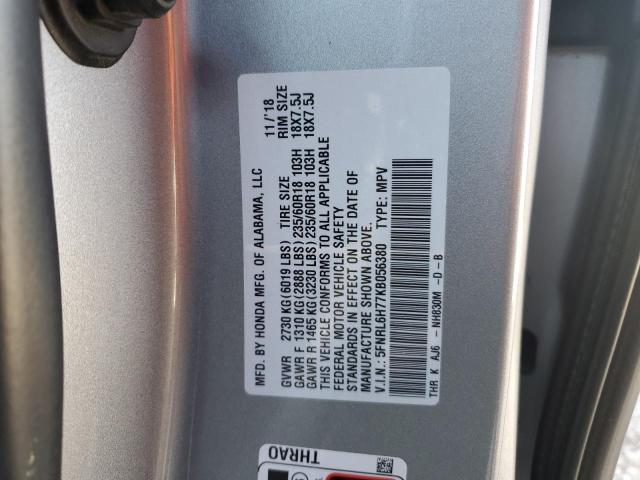 MFD. BY HONDA MFG. OF ALABAMA, LLC 11/'18
GVWR 2730 KG (6019 LBS) TIRE SIZE RIM SIZE
GAWR F 1310 KG (2888 LBS) 235/60R18 103H 18X7.5J
GAWR R 1465 KG (3230 LBS) 235/60R18 103H 18X7.5J
THIS VEHICLE CONFORMS TO ALL APPLICABLE
FEDERAL MOTOR VEHICLE SAFETY
STANDARDS IN EFFECT ON THE DATE OF
MANUFACTURE SHOWN ABOVE.
V.I.N.: 5FNRL6H77KB056380 TYPE: MPV
THR K AJ6 - NH830M -D-B
THRA0